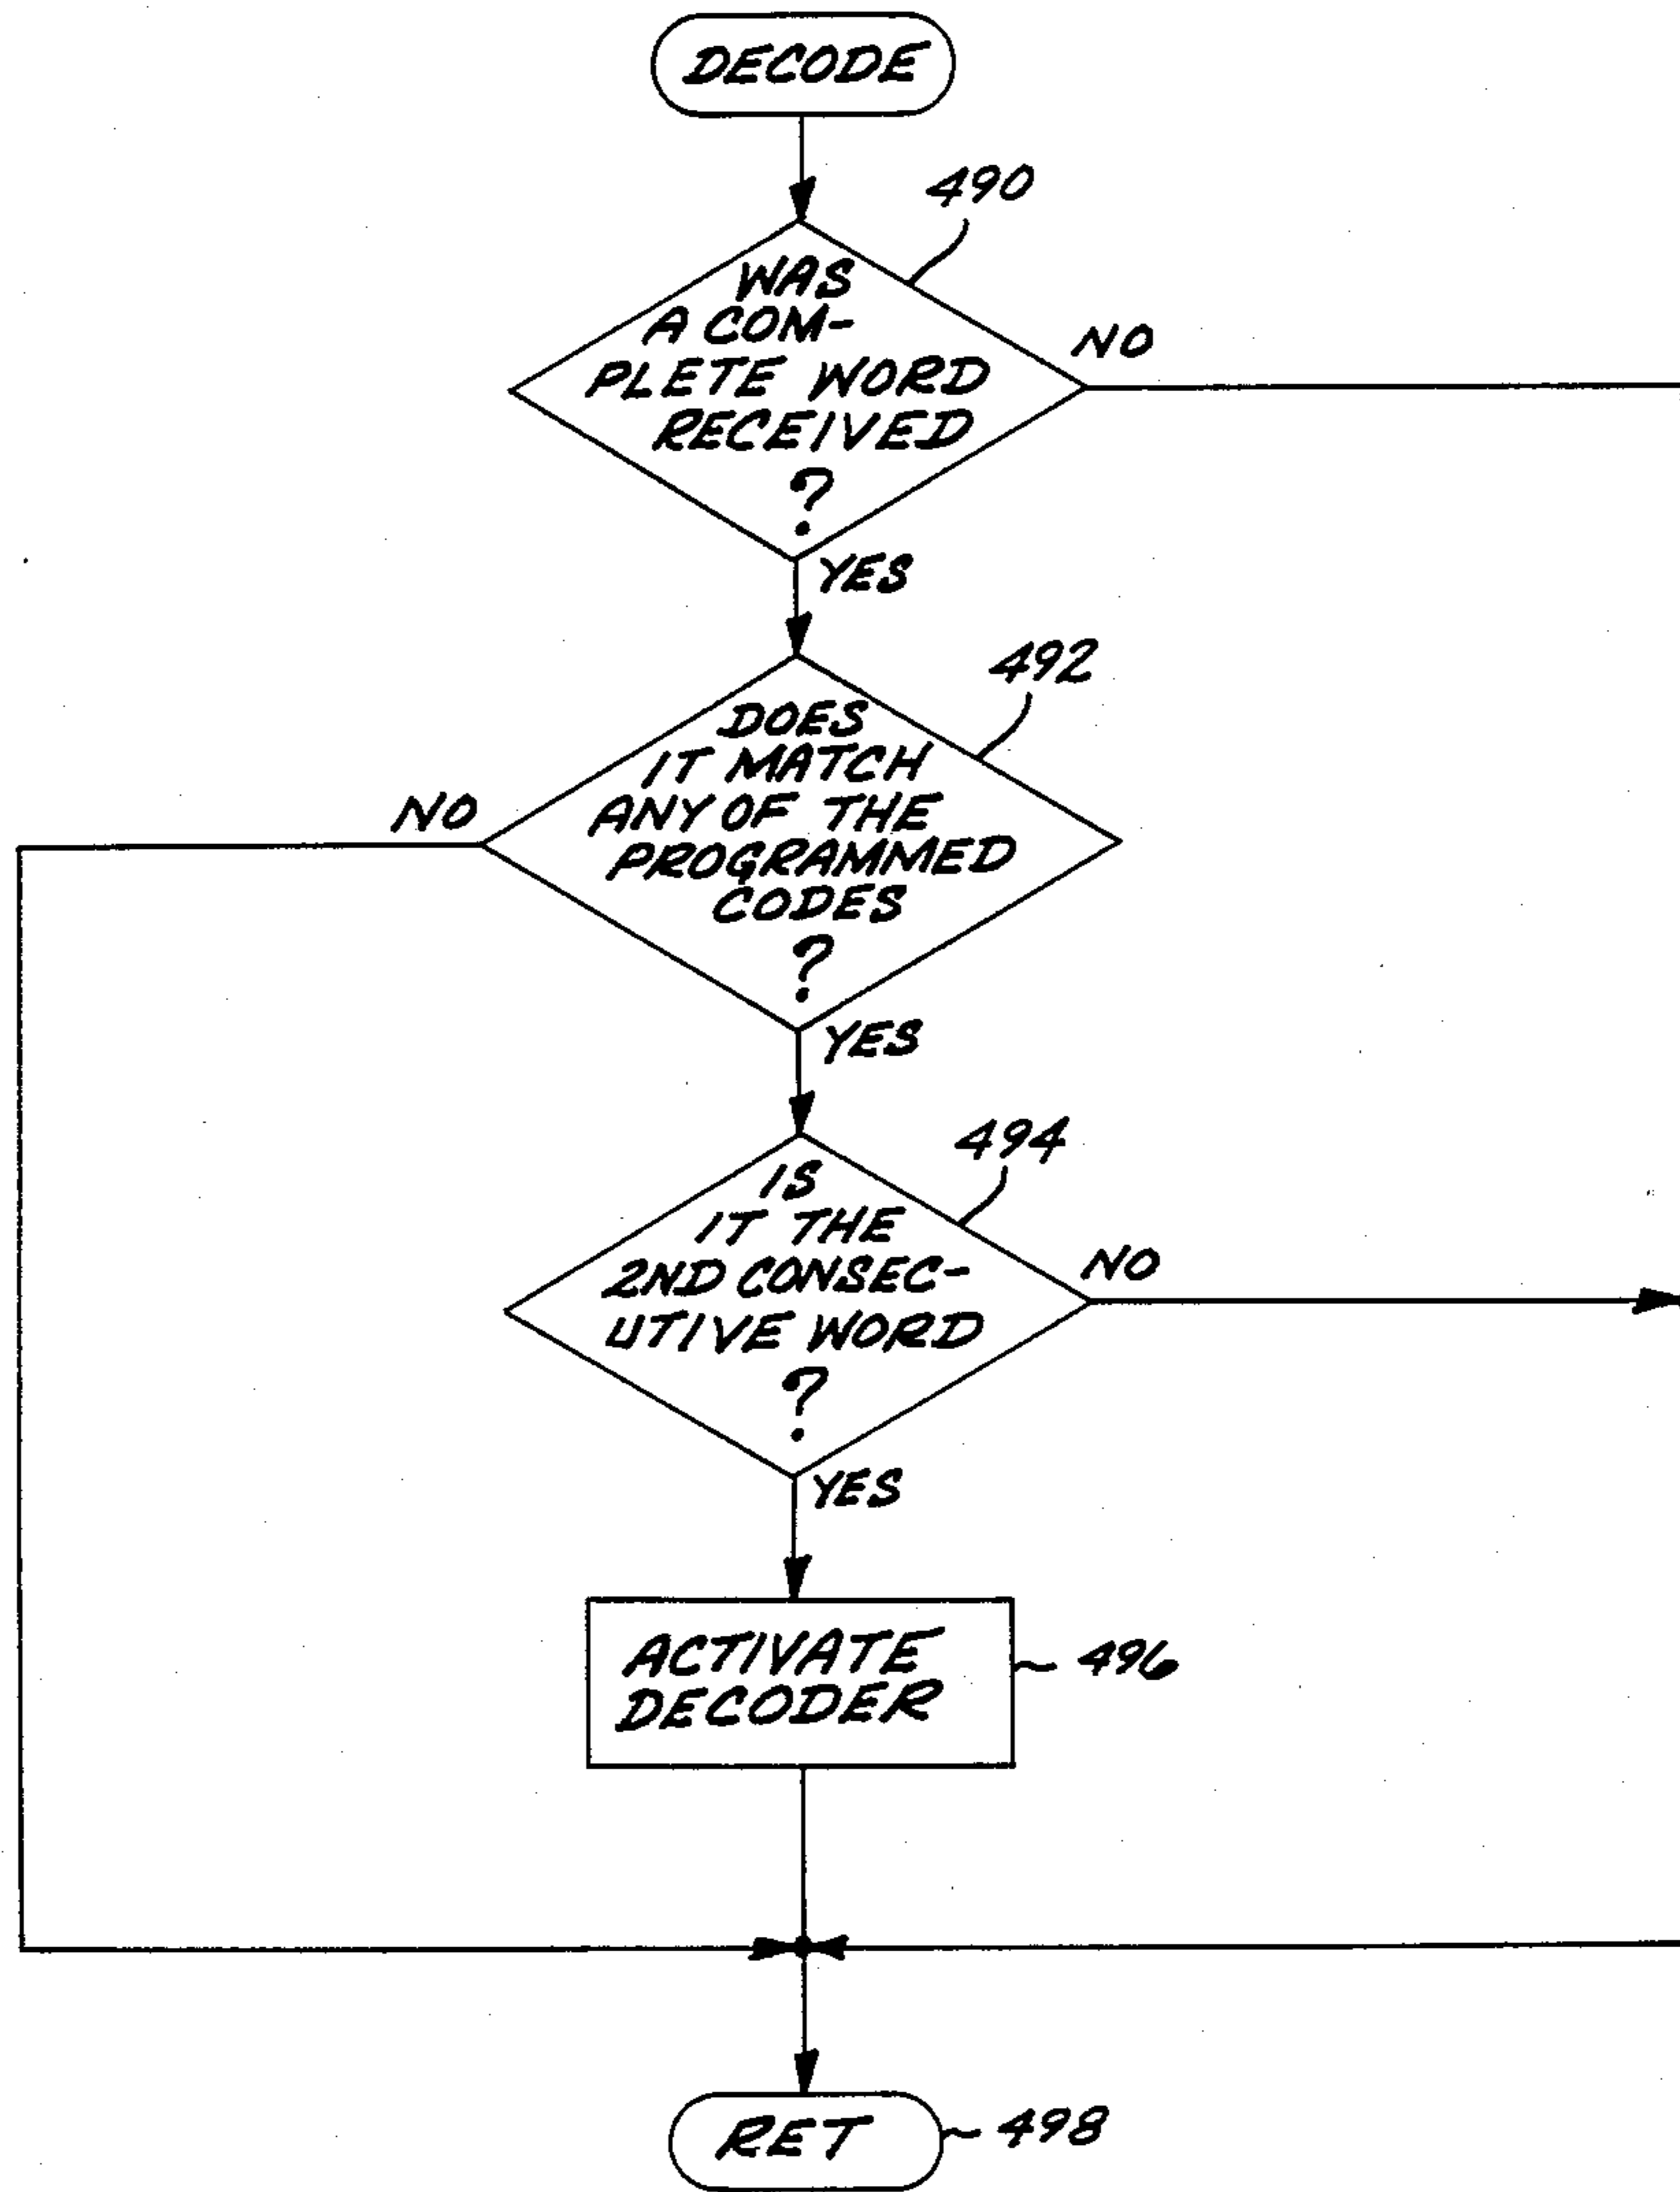 DECODE
490
WAS
A COM-
PLETE WORD
RECEIVED
?
NO
YES
492
DOES
IT MATCH
ANY OF THE
PROGRAMMED
CODES
?
NO
YES
494
IS
IT THE
2ND CONSEC-
UTIVE WORD
?
NO
YES
ACTIVATE
DECODER
496
RET
498